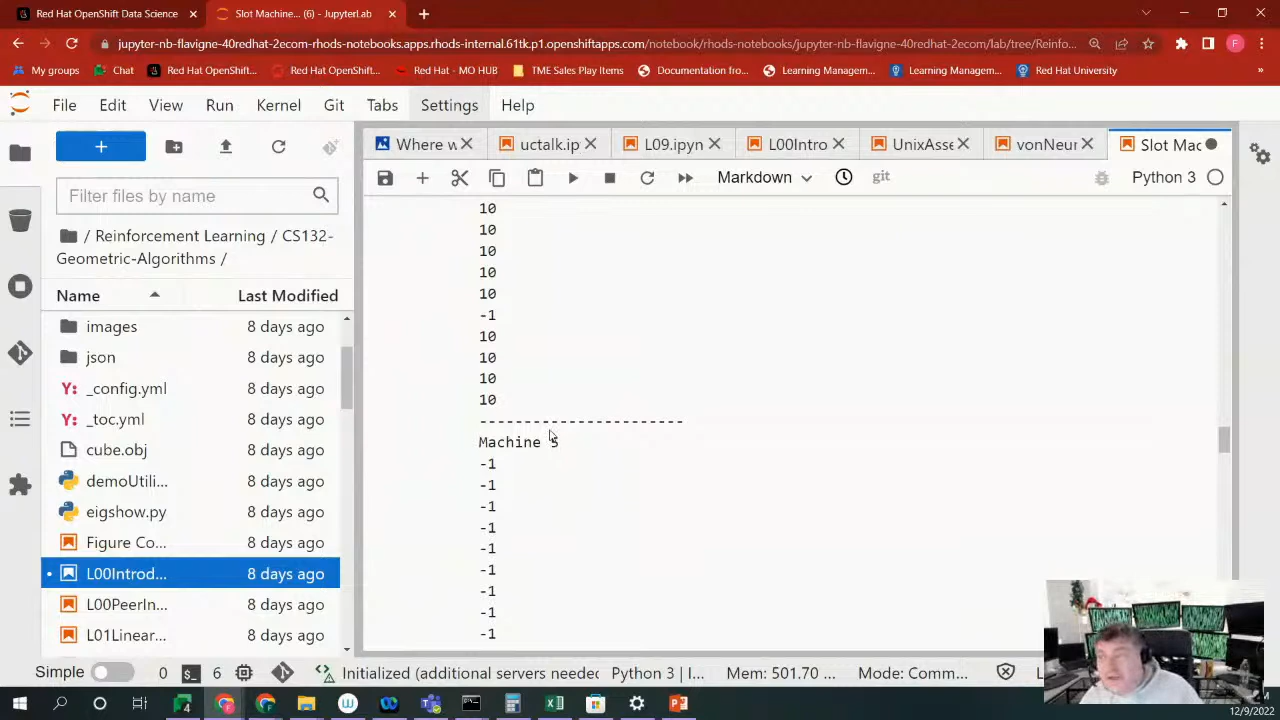 Red Hat OpenShift Data Science
Slot Machine... (6) - JupyterLab
jupyter-nb-flavigne-40redhat-2ecom-rhods-notebooks.apps.rhods-internal.61tk.p1.openshiftapps.com/notebook/rhods-notebooks/jupyter-nb-flavigne-40redhat-2ecom/lab/tree/Reinfo...
F
My groups
Chat
Red Hat OpenShift...
Red Hat OpenShift...
Red Hat - MO HUB
TME Sales Play Items
Documentation fro...
Learning Managem...
Learning Managem...
Red Hat University
»
File
Edit
View
Run
Kernel
Git
Tabs
Settings
Help
uctalk.ip
L09.ipyn
L00Intro
UnixAsse
vonNeur
Slot Mac
Markdown
git
Python 3
Filter files by name
/ Reinforcement Learning / CS132-
Geometric-Algorithms /
Name
Last Modified
images
8 days ago
json
8 days ago
Y: _config.yml
8 days ago
Y: _toc.yml
8 days ago
cube.obj
8 days ago
demoUtili...
8 days ago
eigshow.py
8 days ago
Figure Co...
8 days ago
L00Introd...
8 days ago
L00PeerIn...
8 days ago
L01Linear...
8 days ago
10
10
10
10
10
-1
10
10
10
10
-----------------------
Machine 5
-1
-1
-1
-1
-1
-1
-1
-1
-1
Simple
0
6
Initialized (additional servers neede
Python 3 | I...
Mem: 501.70 ...
Mode: Comm...
12/9/2022